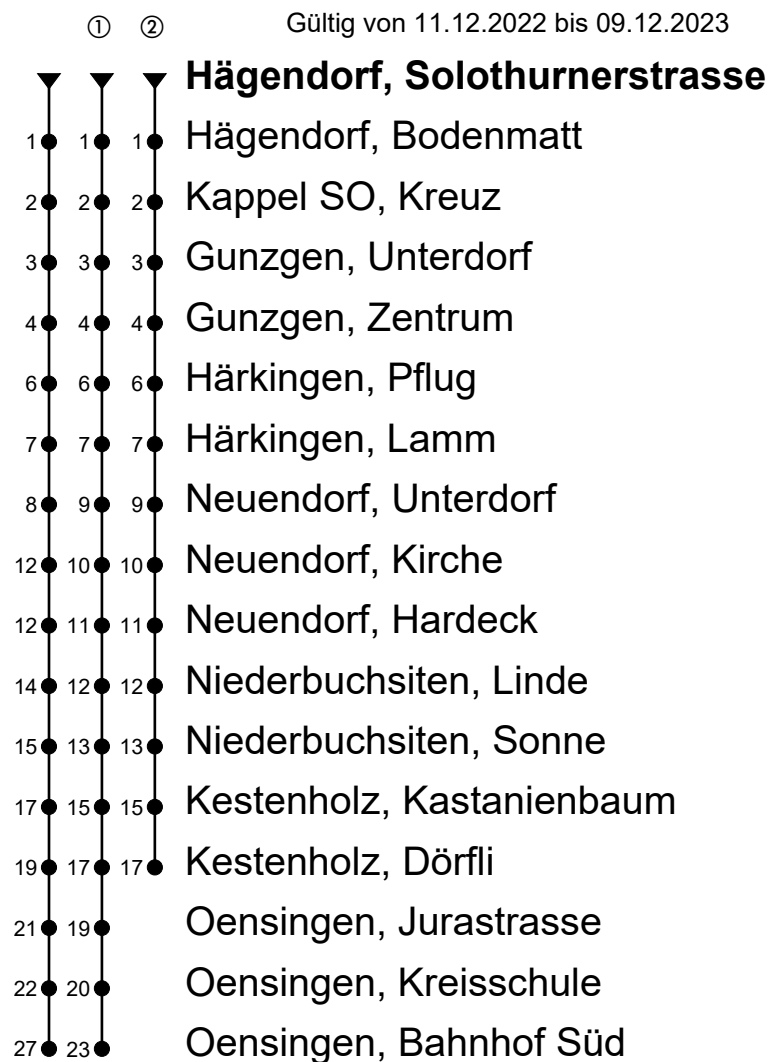 ① ② Gültig von 11.12.2022 bis 09.12.2023
Hägendorf, Solothurnerstrasse
1 1 1 Hägendorf, Bodenmatt
2 2 2 Kappel SO, Kreuz
3 3 3 Gunzgen, Unterdorf
4 4 4 Gunzgen, Zentrum
6 6 6 Härkingen, Pflug
7 7 7 Härkingen, Lamm
8 9 9 Neuendorf, Unterdorf
12 10 10 Neuendorf, Kirche
12 11 11 Neuendorf, Hardeck
14 12 12 Niederbuchsiten, Linde
15 13 13 Niederbuchsiten, Sonne
17 15 15 Kestenholz, Kastanienbaum
19 17 17 Kestenholz, Dörfli
21 19 Oensingen, Jurastrasse
22 20 Oensingen, Kreisschule
27 23 Oensingen, Bahnhof Süd